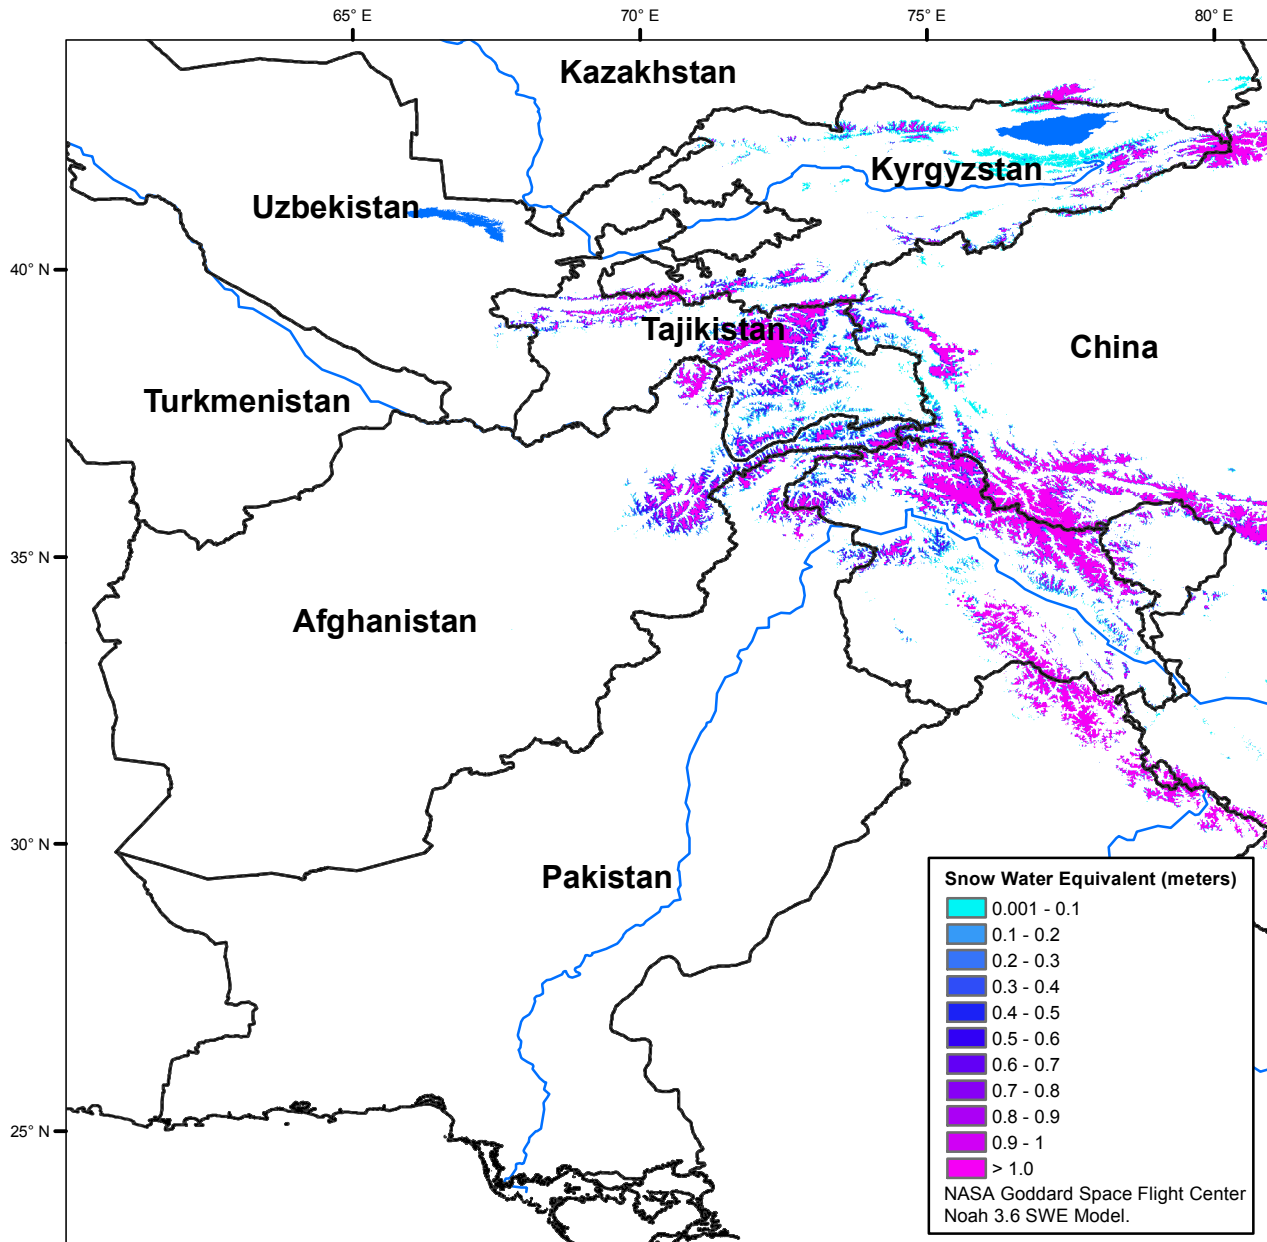 65° E
70° E
75° E
80° E
Kazakhstan
Kyrgyzstan
Uzbekistan
40° N
Tajikistan
China
Turkmenistan
35° N
Afghanistan
30° N
Pakistan
Snow Water Equivalent (meters)
0.001 - 0.1
0.1 - 0.2
0.2 - 0.3
0.3 - 0.4
0.4 - 0.5
0.5 - 0.6
0.6 - 0.7
0.7 - 0.8
0.8 - 0.9
0.9 - 1
> 1.0
NASA Goddard Space Flight Center
Noah 3.6 SWE Model.
25° N